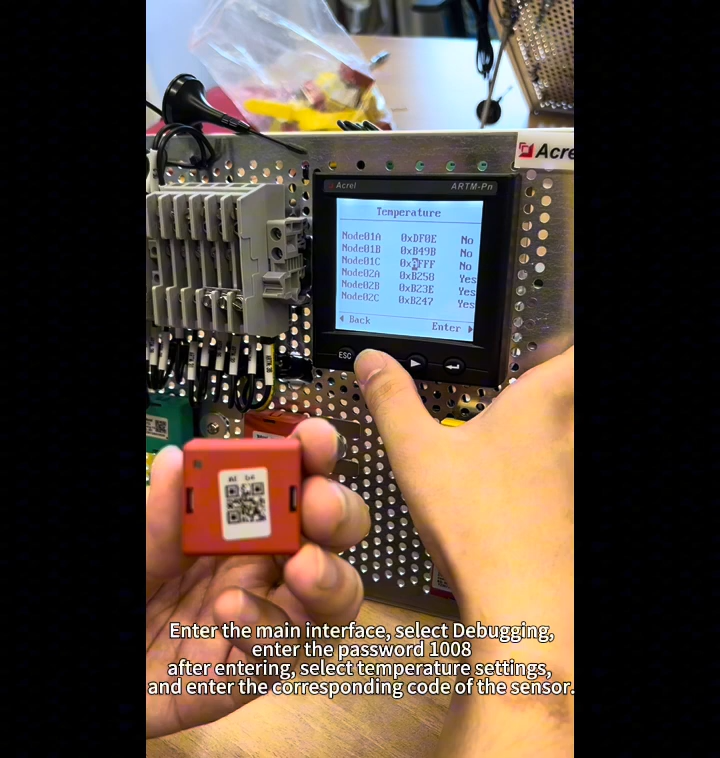 Acrel
Acrel
ARTM-Pn
Temperature
Node01A 0xDF0E No
Node01B 0xB49B No
Node01C No
Node02A 0xB258 Yes
Node02B 0xB23E Yes
Node02C 0xB247 Yes
Back Enter
ESC
Enter the main interface, select Debugging,
enter the password 1008
after entering, select temperature settings,
and enter the corresponding code of the sensor.